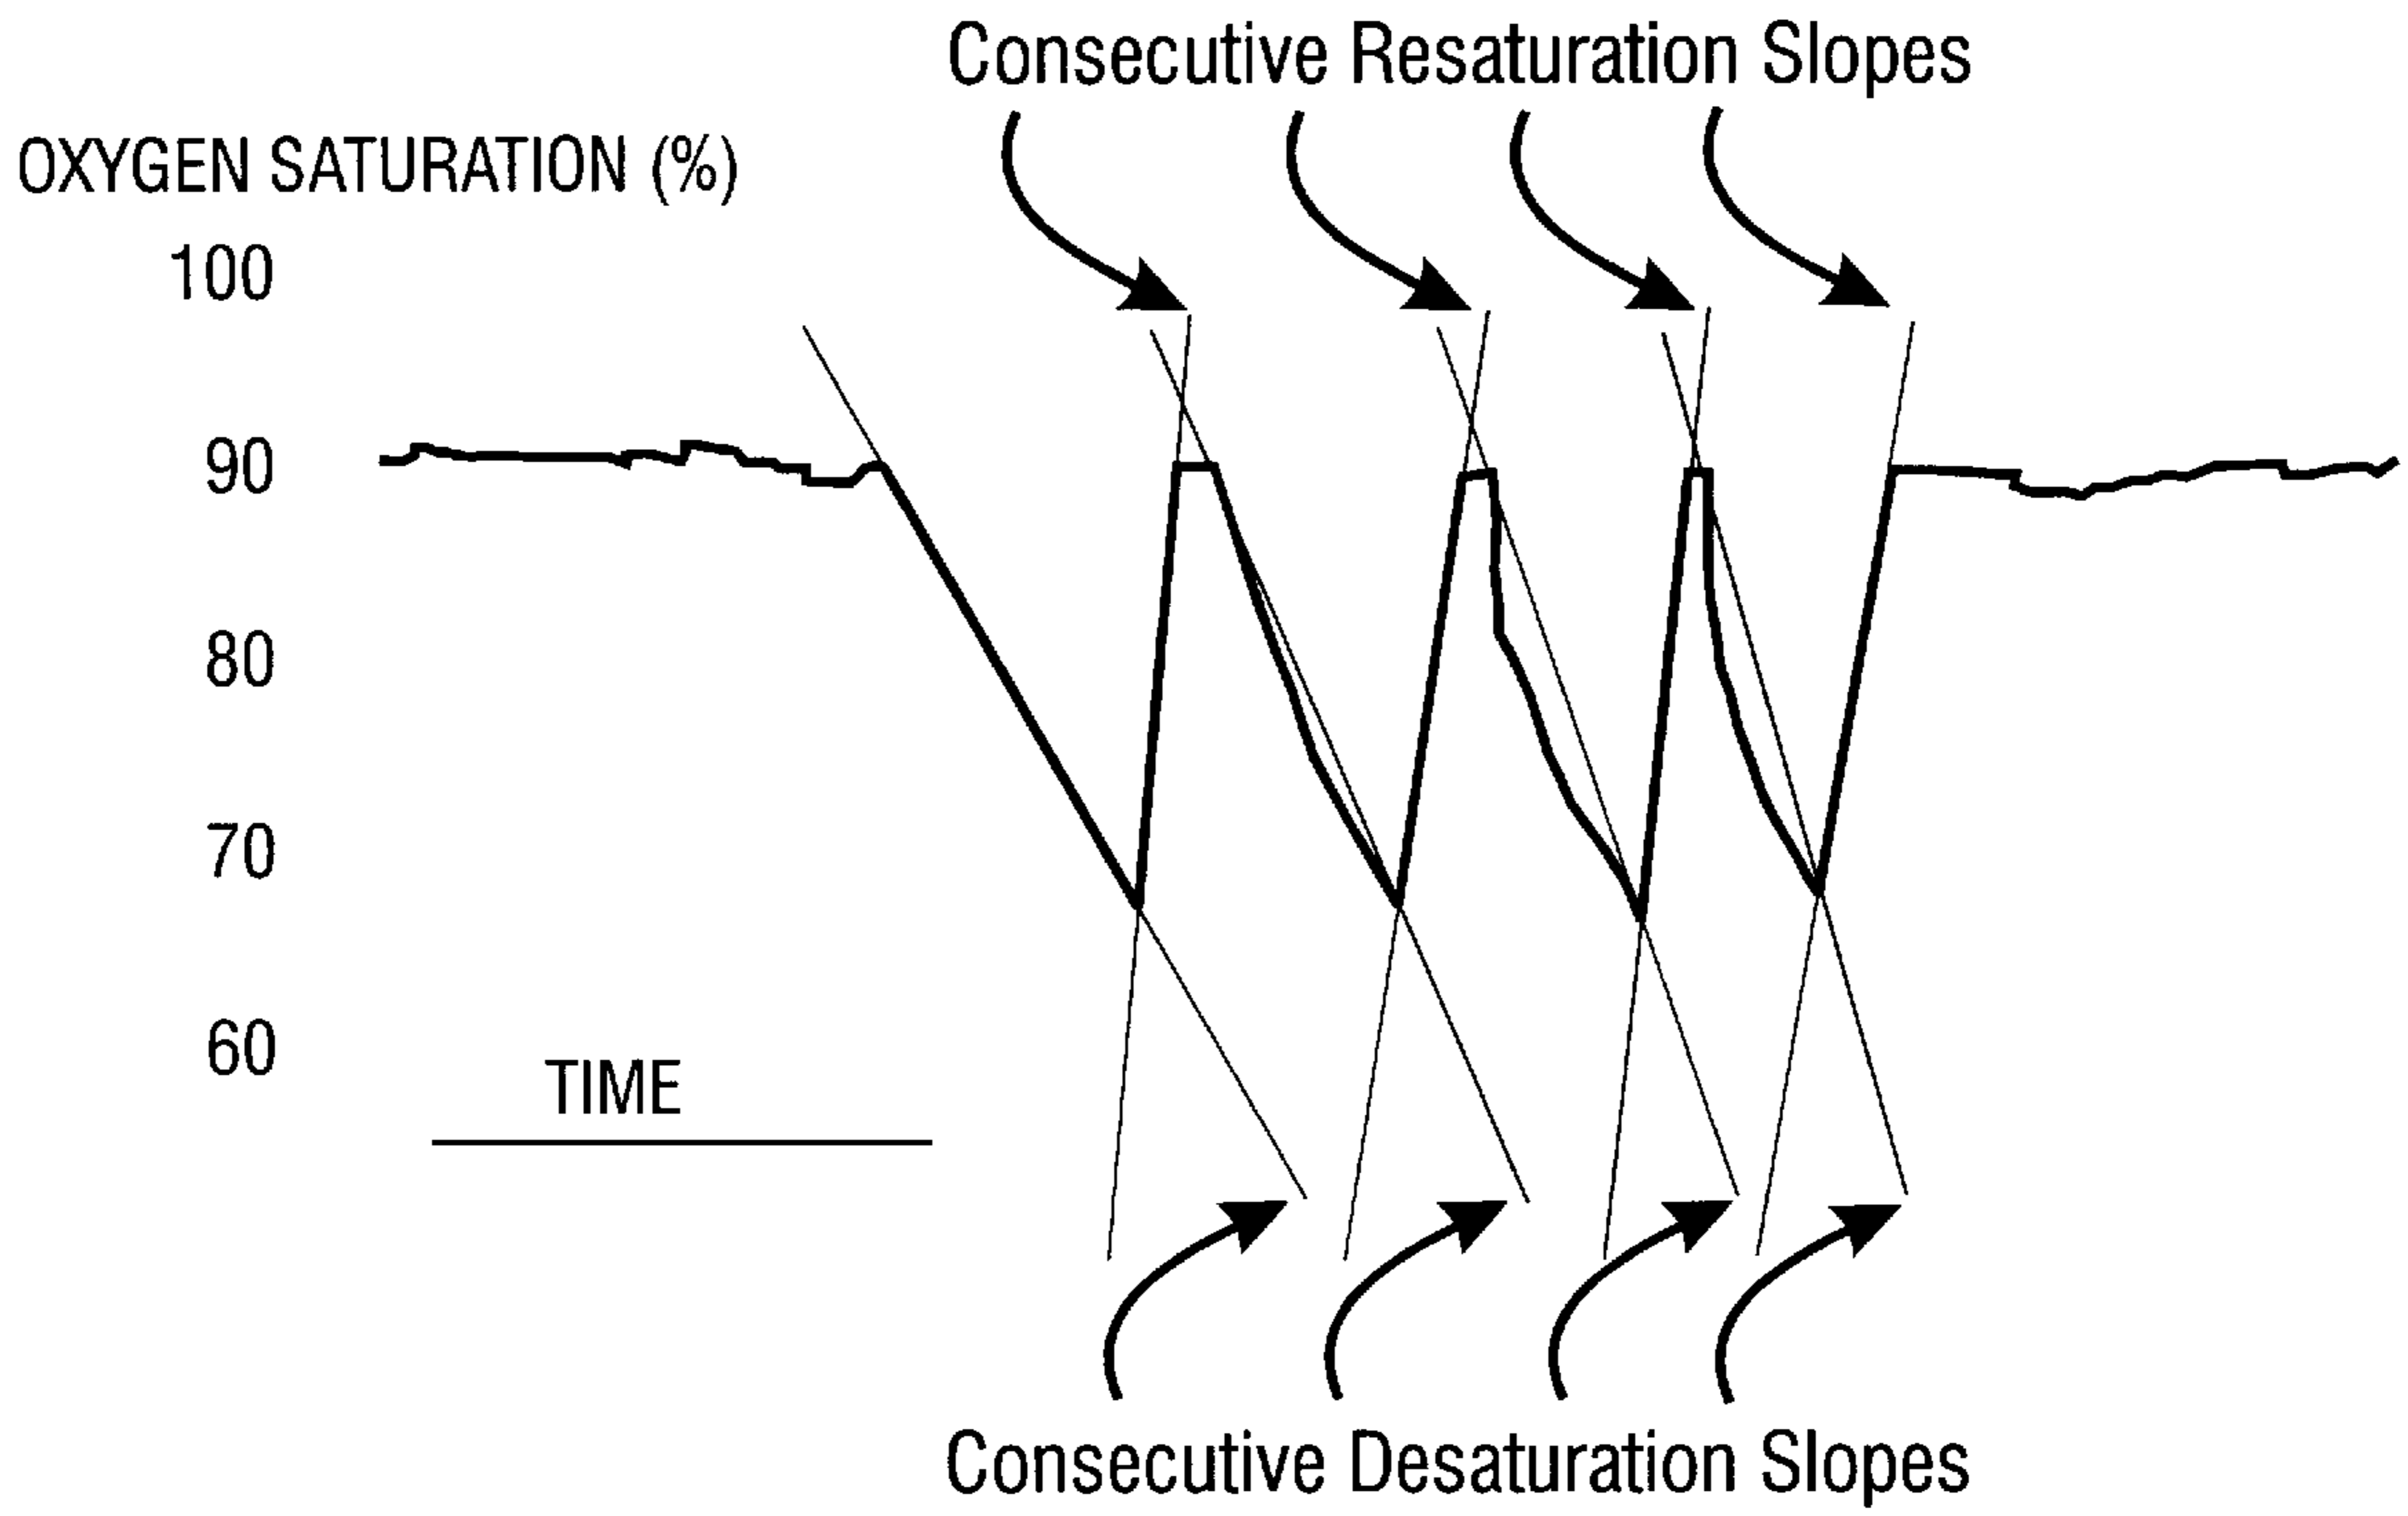 Consecutive Resaturation Slopes
OXYGEN SATURATION (%)
100
90
80
70
60
TIME
Consecutive Desaturation Slopes